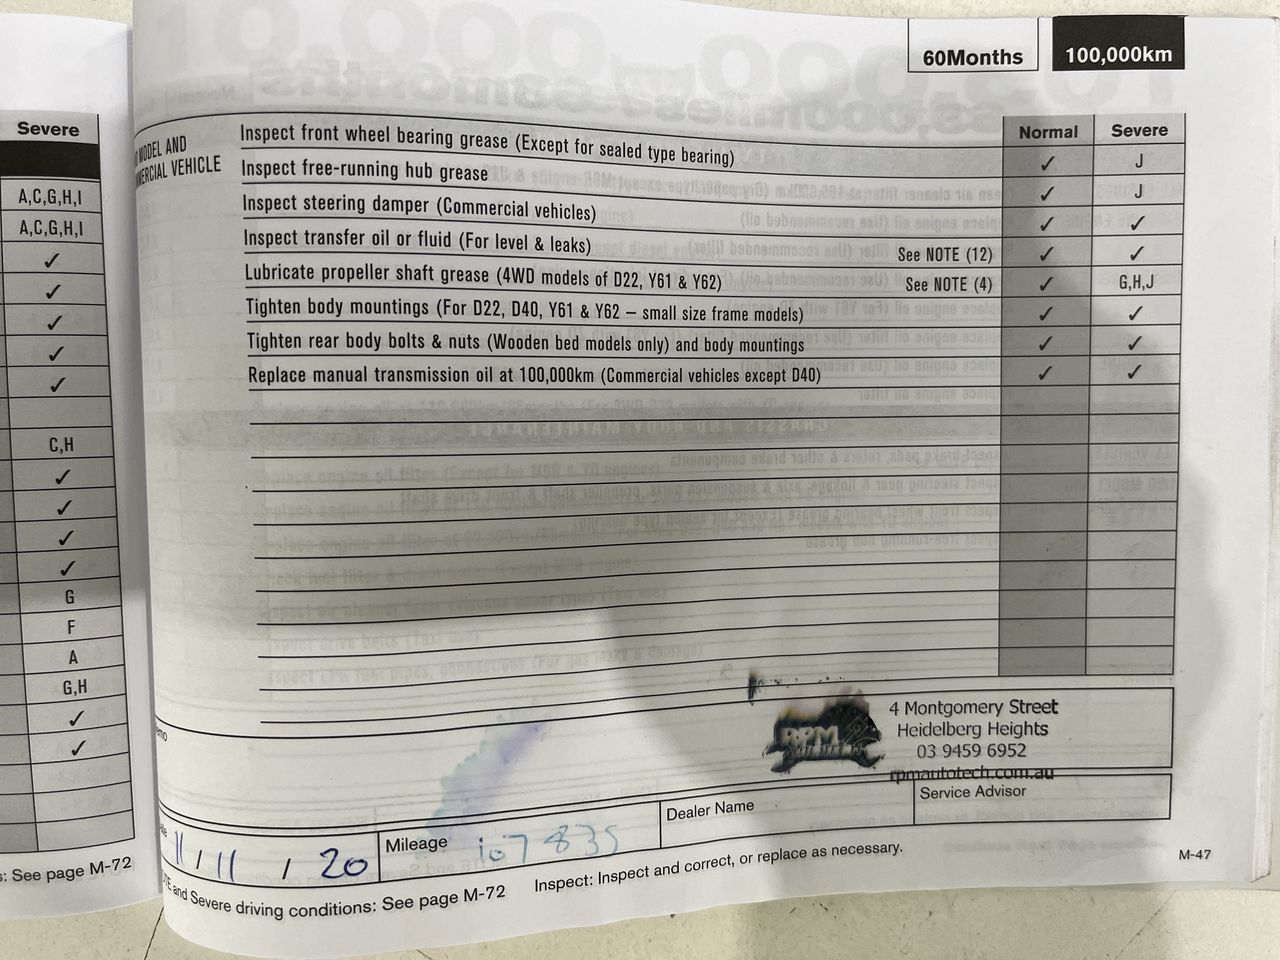 60Months 100,000km
Severe
A,C,G,H,I
A,C,G,H,I
✓
✓
✓
✓
✓
C,H
✓
✓
✓
✓
G
F
A
G,H
✓
✓
: See page M-72
MODEL AND
VEHICLE
Normal Severe
Inspect front wheel bearing grease (Except for sealed type bearing) ✓ J
Inspect free-running hub grease ✓ J
Inspect steering damper (Commercial vehicles) ✓ ✓
Inspect transfer oil or fluid (For level & leaks) See NOTE (12) ✓ ✓
Lubricate propeller shaft grease (4WD models of D22, Y61 & Y62) See NOTE (4) ✓ G,H,J
Tighten body mountings (For D22, D40, Y61 & Y62 – small size frame models) ✓ ✓
Tighten rear body bolts & nuts (Wooden bed models only) and body mountings ✓ ✓
Replace manual transmission oil at 100,000km (Commercial vehicles except D40) ✓ ✓
RPM
4 Montgomery Street
Heidelberg Heights
03 9459 6952
rpmautotech.com.au
11 / 11 / 20
Mileage 107835
Dealer Name
Service Advisor
and Severe driving conditions: See page M-72 Inspect: Inspect and correct, or replace as necessary.
M-47